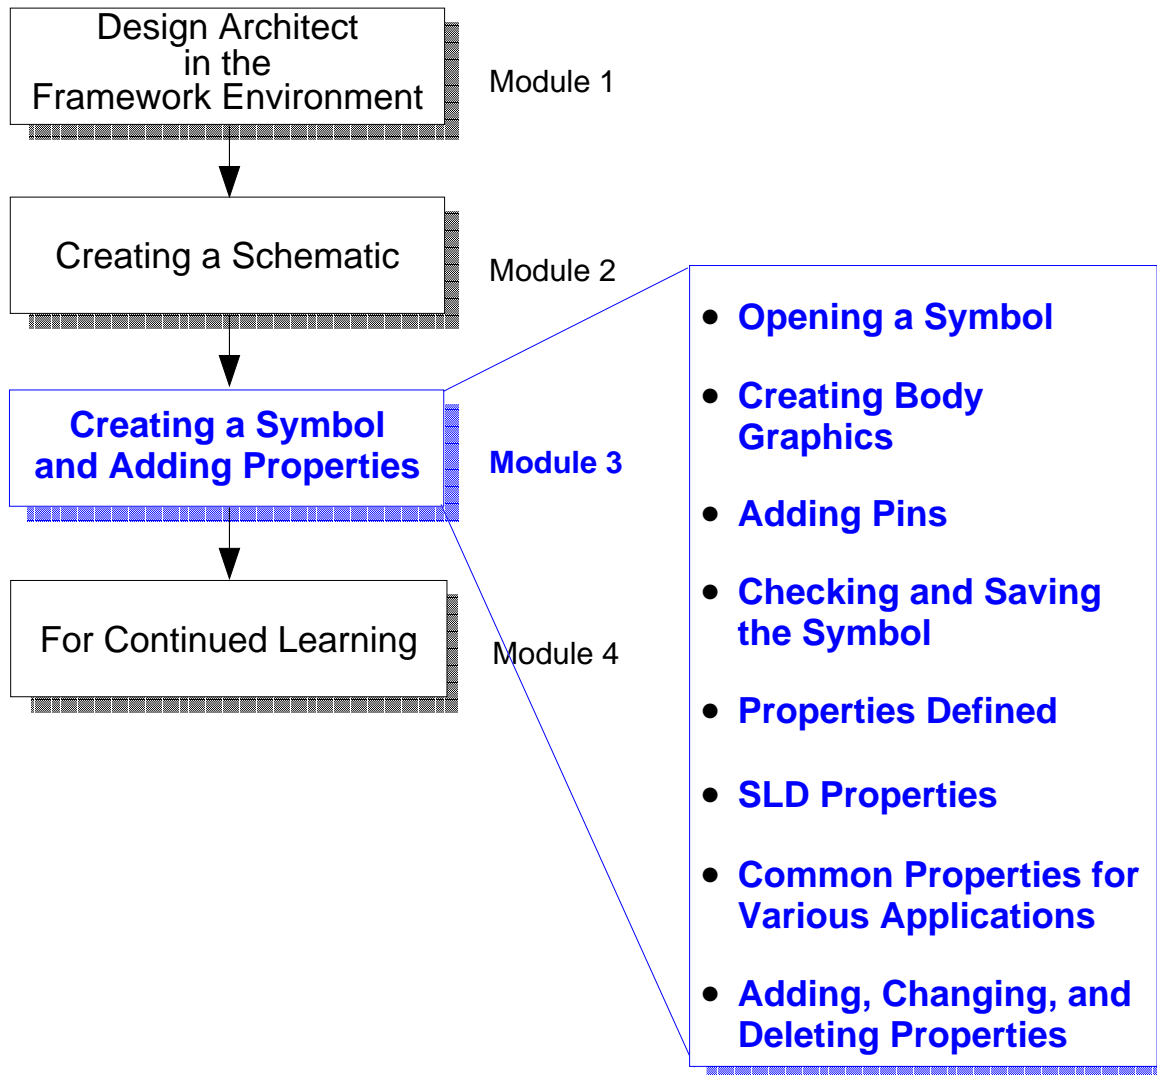 Design Architect
in the
Framework Environment
Module 1
Creating a Schematic
Module 2
Creating a Symbol
and Adding Properties
Module 3
For Continued Learning
Module 4
• Opening a Symbol
• Creating Body
Graphics
• Adding Pins
• Checking and Saving
the Symbol
• Properties Defined
• SLD Properties
• Common Properties for
Various Applications
• Adding, Changing, and
Deleting Properties